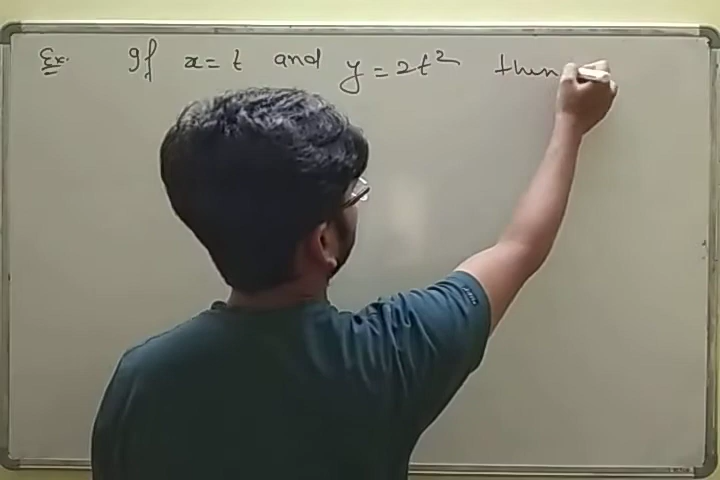 Ex. If x = t and y = 2t² then